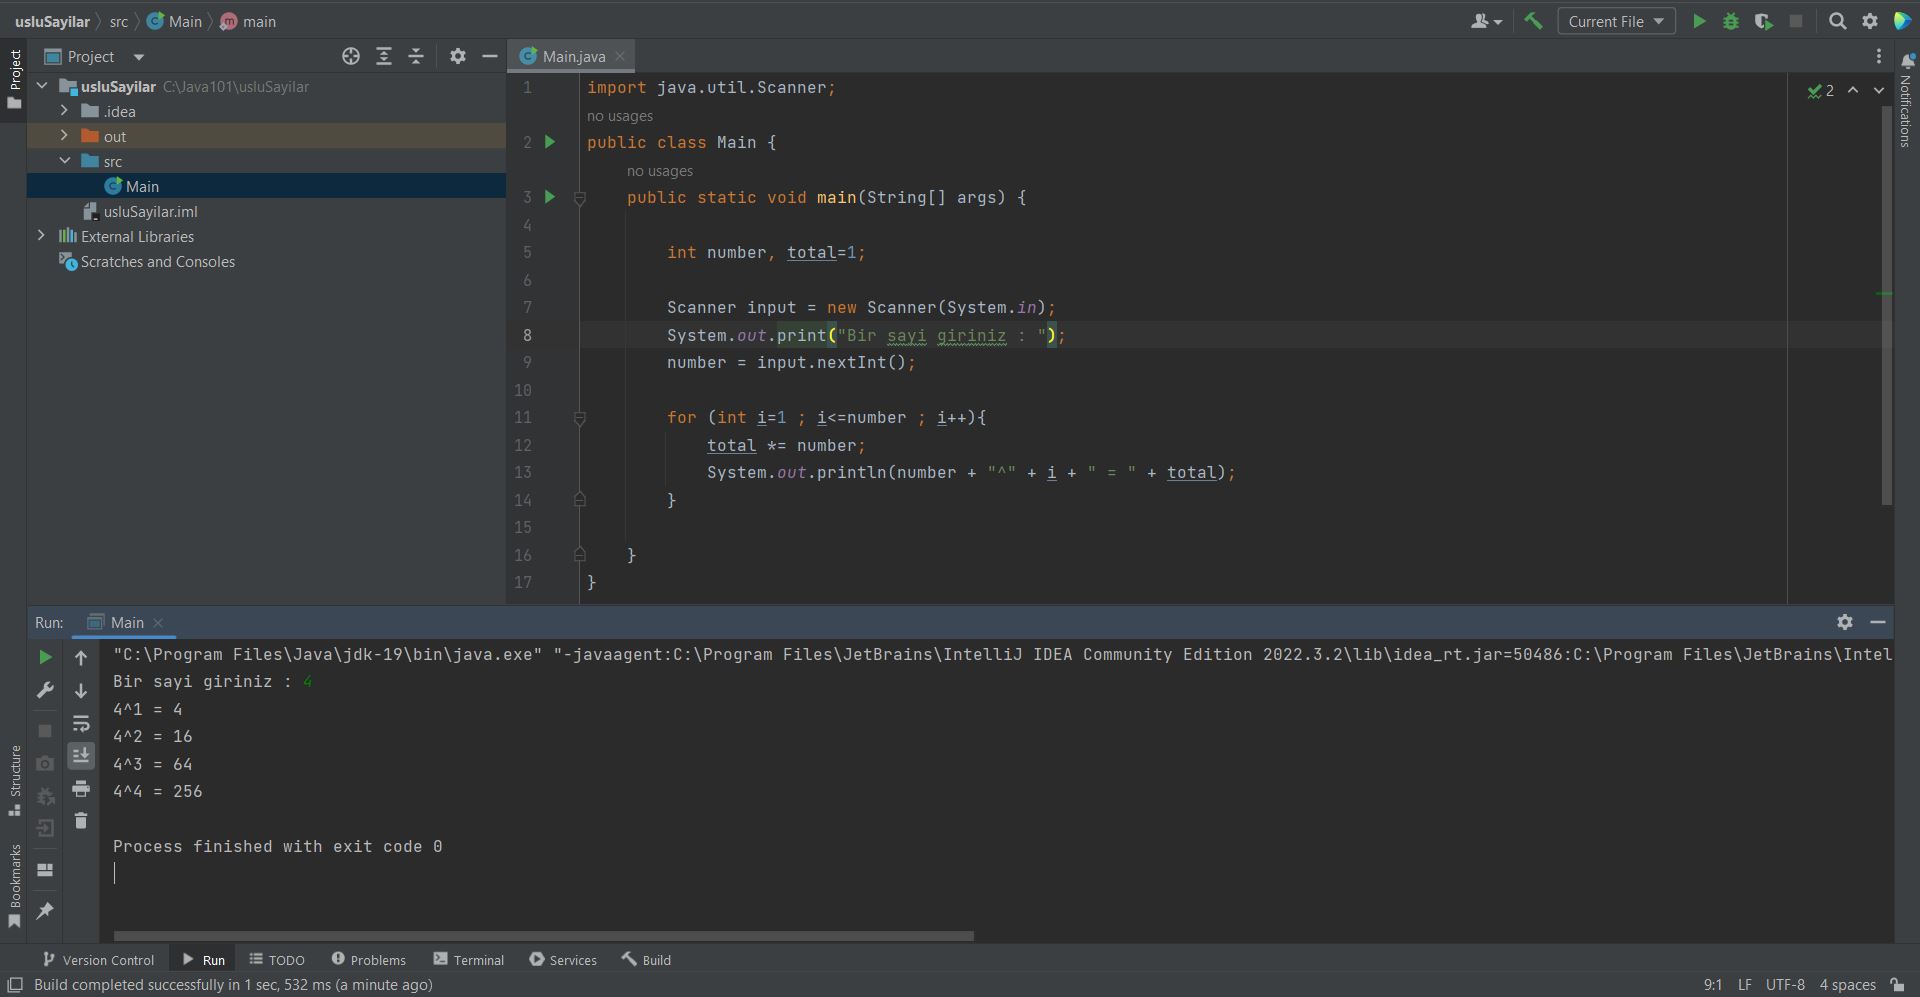 usluSayilar src Main main Current File
Project
Main.java
Project
Notifications
usluSayilar C:\Java101\usluSayilar
.idea
out
src
Main
usluSayilar.iml
External Libraries
Scratches and Consoles
2
1 import java.util.Scanner;
no usages
2 public class Main {
no usages
3 public static void main(String[] args) {
4
5 int number, total=1;
6
7 Scanner input = new Scanner(System.in);
8 System.out.print("Bir sayi giriniz : ");
9 number = input.nextInt();
10
11 for (int i=1 ; i<=number ; i++){
12 total *= number;
13 System.out.println(number + "^" + i + " = " + total);
14 }
15
16 }
17 }
Run: Main
"C:\Program Files\Java\jdk-19\bin\java.exe" "-javaagent:C:\Program Files\JetBrains\IntelliJ IDEA Community Edition 2022.3.2\lib\idea_rt.jar=50486:C:\Program Files\JetBrains\Intel
Bir sayi giriniz : 4
4^1 = 4
4^2 = 16
4^3 = 64
4^4 = 256
Process finished with exit code 0
Structure
Bookmarks
Version Control Run TODO Problems Terminal Services Build
Build completed successfully in 1 sec, 532 ms (a minute ago) 9:1 LF UTF-8 4 spaces